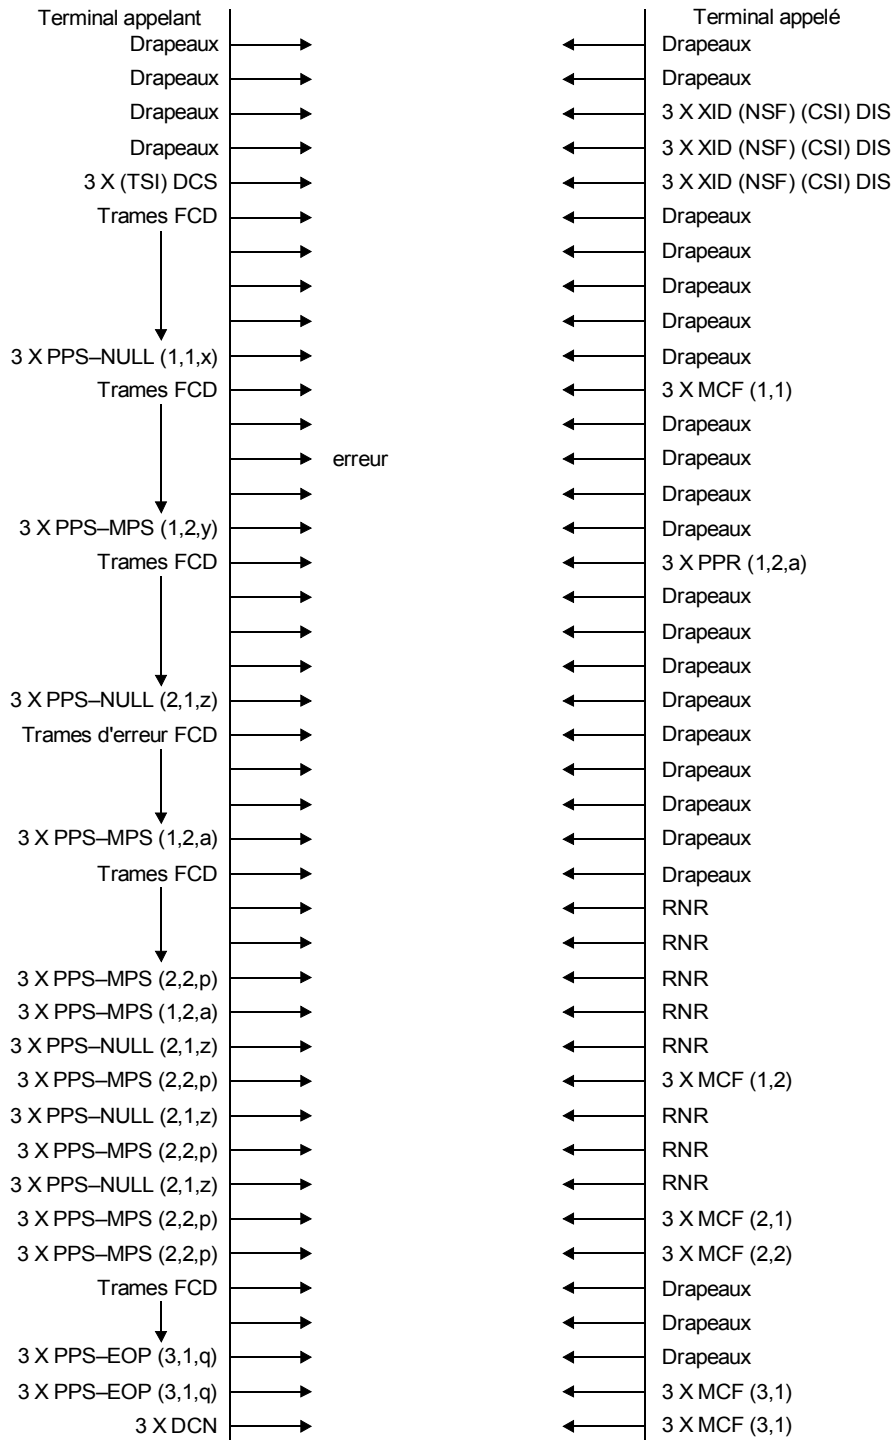 Terminal appelant Terminal appelé
Drapeaux Drapeaux
Drapeaux Drapeaux
Drapeaux 3 X XID (NSF) (CSI) DIS
Drapeaux 3 X XID (NSF) (CSI) DIS
3 X (TSI) DCS 3 X XID (NSF) (CSI) DIS
Trames FCD Drapeaux
Drapeaux
Drapeaux
Drapeaux
3 X PPS–NULL (1,1,x) Drapeaux
Trames FCD 3 X MCF (1,1)
Drapeaux
erreur Drapeaux
Drapeaux
3 X PPS–MPS (1,2,y) Drapeaux
Trames FCD 3 X PPR (1,2,a)
Drapeaux
Drapeaux
Drapeaux
3 X PPS–NULL (2,1,z) Drapeaux
Trames d'erreur FCD Drapeaux
Drapeaux
Drapeaux
3 X PPS–MPS (1,2,a) Drapeaux
Trames FCD Drapeaux
RNR
RNR
3 X PPS–MPS (2,2,p) RNR
3 X PPS–MPS (1,2,a) RNR
3 X PPS–NULL (2,1,z) RNR
3 X PPS–MPS (2,2,p) 3 X MCF (1,2)
3 X PPS–NULL (2,1,z) RNR
3 X PPS–MPS (2,2,p) RNR
3 X PPS–NULL (2,1,z) RNR
3 X PPS–MPS (2,2,p) 3 X MCF (2,1)
3 X PPS–MPS (2,2,p) 3 X MCF (2,2)
Trames FCD Drapeaux
Drapeaux
3 X PPS–EOP (3,1,q) Drapeaux
3 X PPS–EOP (3,1,q) 3 X MCF (3,1)
3 X DCN 3 X MCF (3,1)